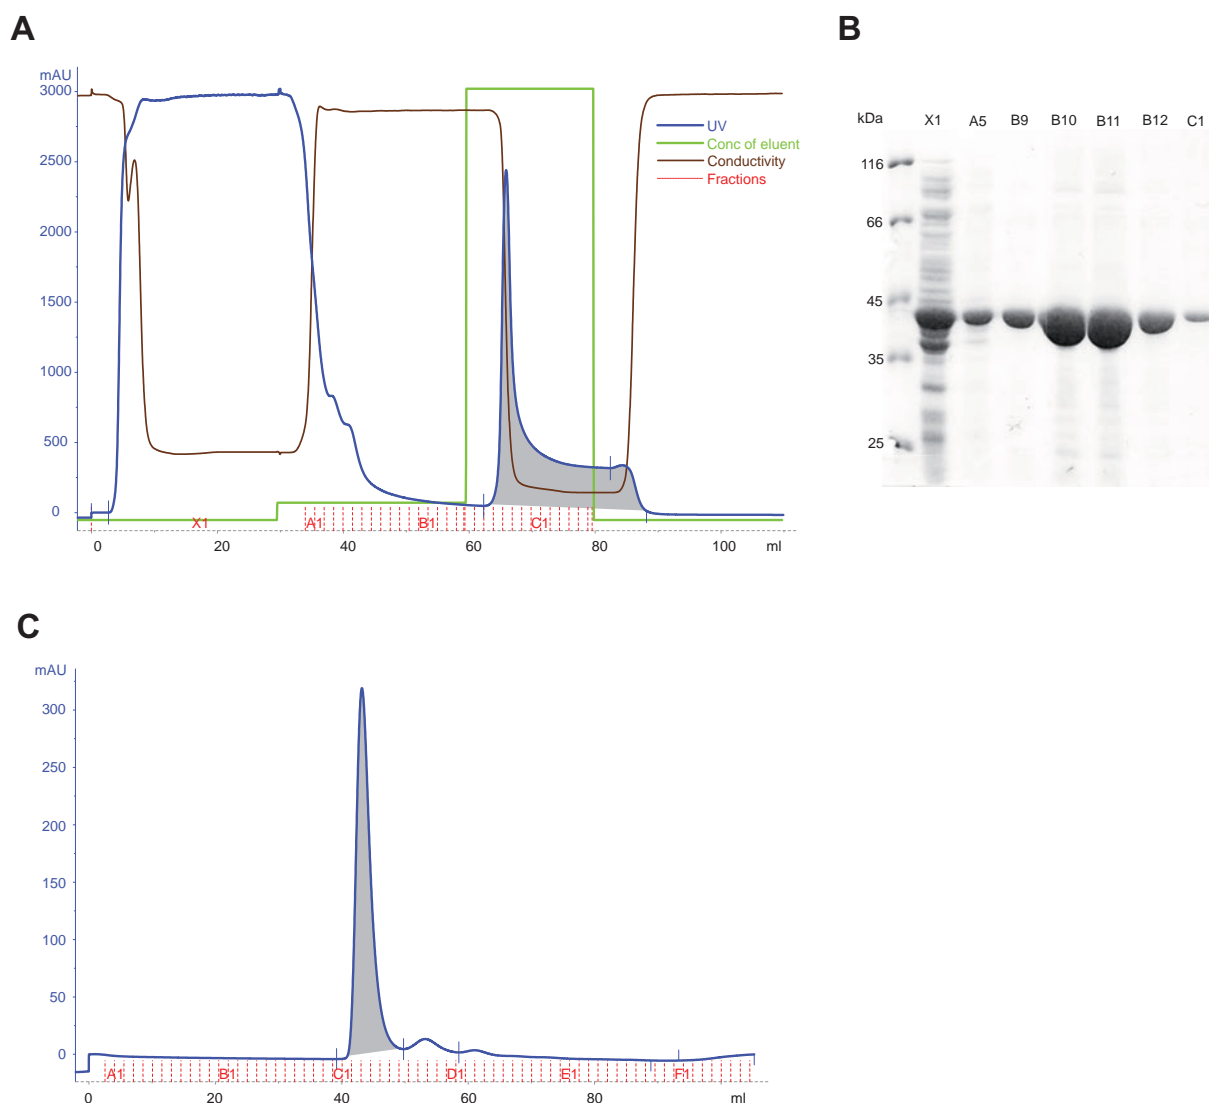 A
mAU
3000
2500
2000
1500
1000
500
0
UV
Conc of eluent
Conductivity
Fractions
X1 A1 B1 C1
0 20 40 60 80 100 ml
B
kDa X1 A5 B9 B10 B11 B12 C1
116
66
45
35
25
C
mAU
300
250
200
150
100
50
0
A1 B1 C1 D1 E1 F1
0 20 40 60 80 ml